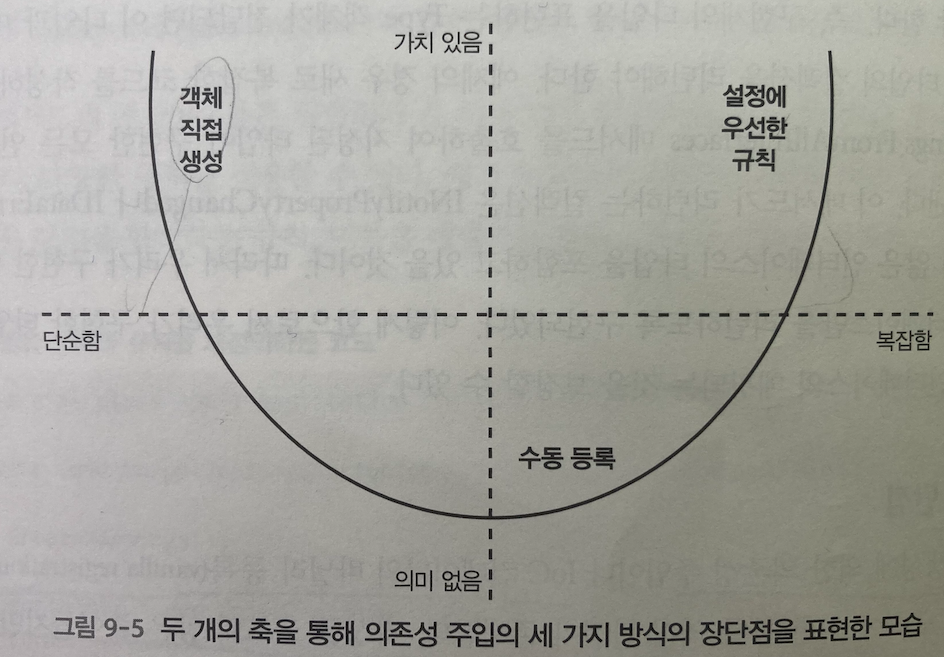 가치 있음
객체
직접
생성
설정에
우선한
규칙
단순함
복잡함
수동 등록
의미 없음
그림 9-5 두 개의 축을 통해 의존성 주입의 세 가지 방식의 장단점을 표현한 모습